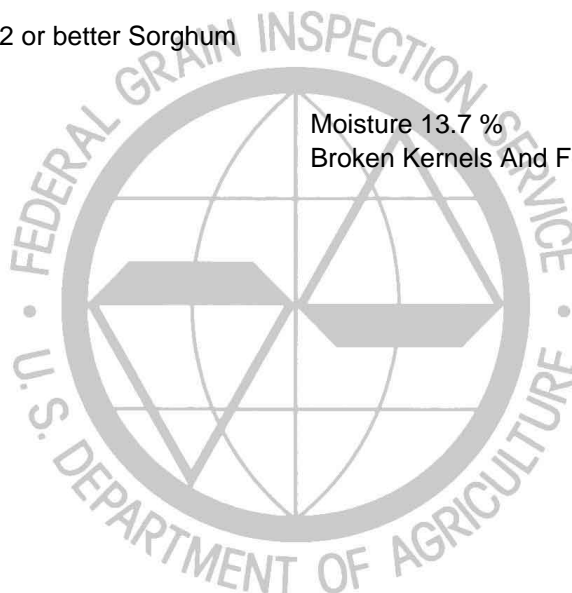 2 or better Sorghum
Moisture 13.7 %
Broken Kernels And F
FEDERAL GRAIN INSPECTION SERVICE
• U. S. DEPARTMENT OF AGRICULTURE •